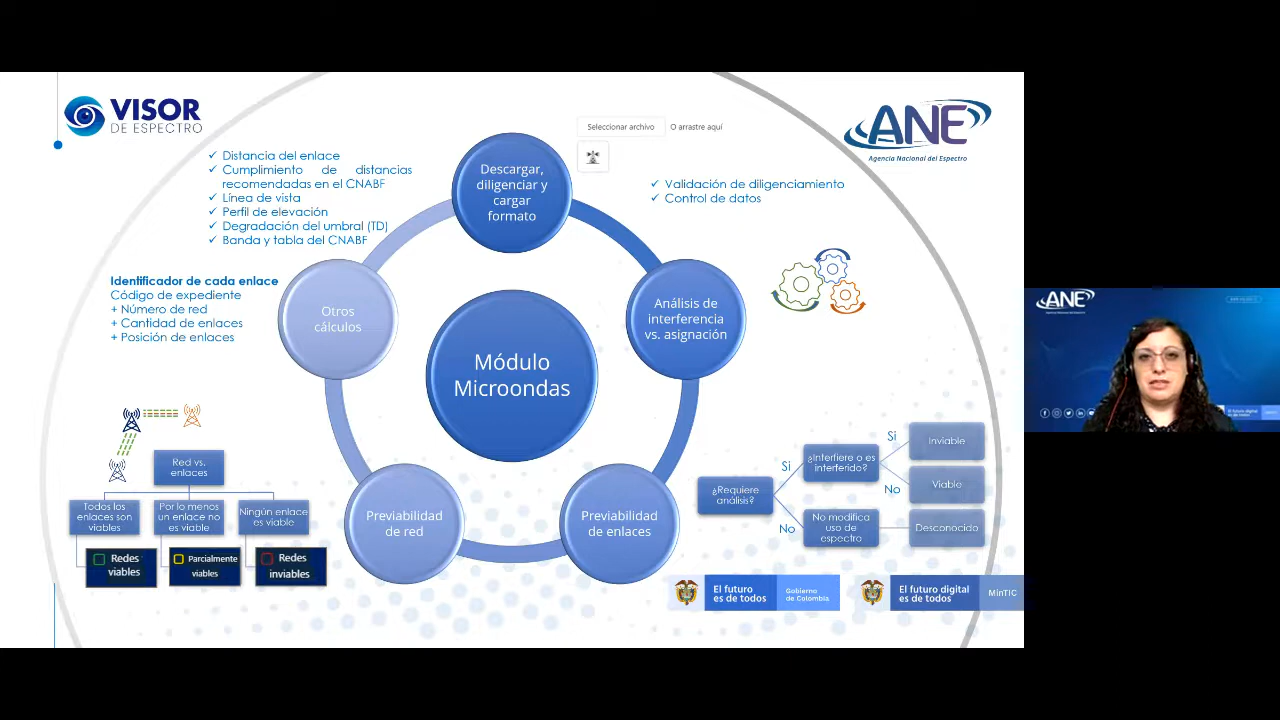 VISOR
DE ESPECTRO
ANE
Agencia Nacional del Espectro
Seleccionar archivo O arrastre aquí
Descargar,
diligenciar y
cargar
formato
✓ Validación de diligenciamiento
✓ Control de datos
✓ Distancia del enlace
✓ Cumplimiento de distancias
recomendadas en el CNABF
✓ Línea de vista
✓ Perfil de elevación
✓ Degradación del umbral (TD)
✓ Banda y tabla del CNABF
Identificador de cada enlace
Código de expediente
+ Número de red
+ Cantidad de enlaces
+ Posición de enlaces
Otros
cálculos
Análisis de
interferencia
vs. asignación
Módulo
Microondas
Previabilidad
de red
Previabilidad
de enlaces
Red vs.
enlaces
Todos los
enlaces son
viables
Por lo menos
un enlace no
es viable
Ningún enlace
es viable
Redes
viables
Parcialmente
viables
Redes
inviables
¿Requiere
análisis?
Si
No
¿Interfiere o es
interferido?
No modifica
uso de
espectro
Si
No
Inviable
Viable
Desconocido
El futuro
es de todos
Gobierno
de Colombia
El futuro digital
es de todos
MinTIC
ANE
El futuro digital